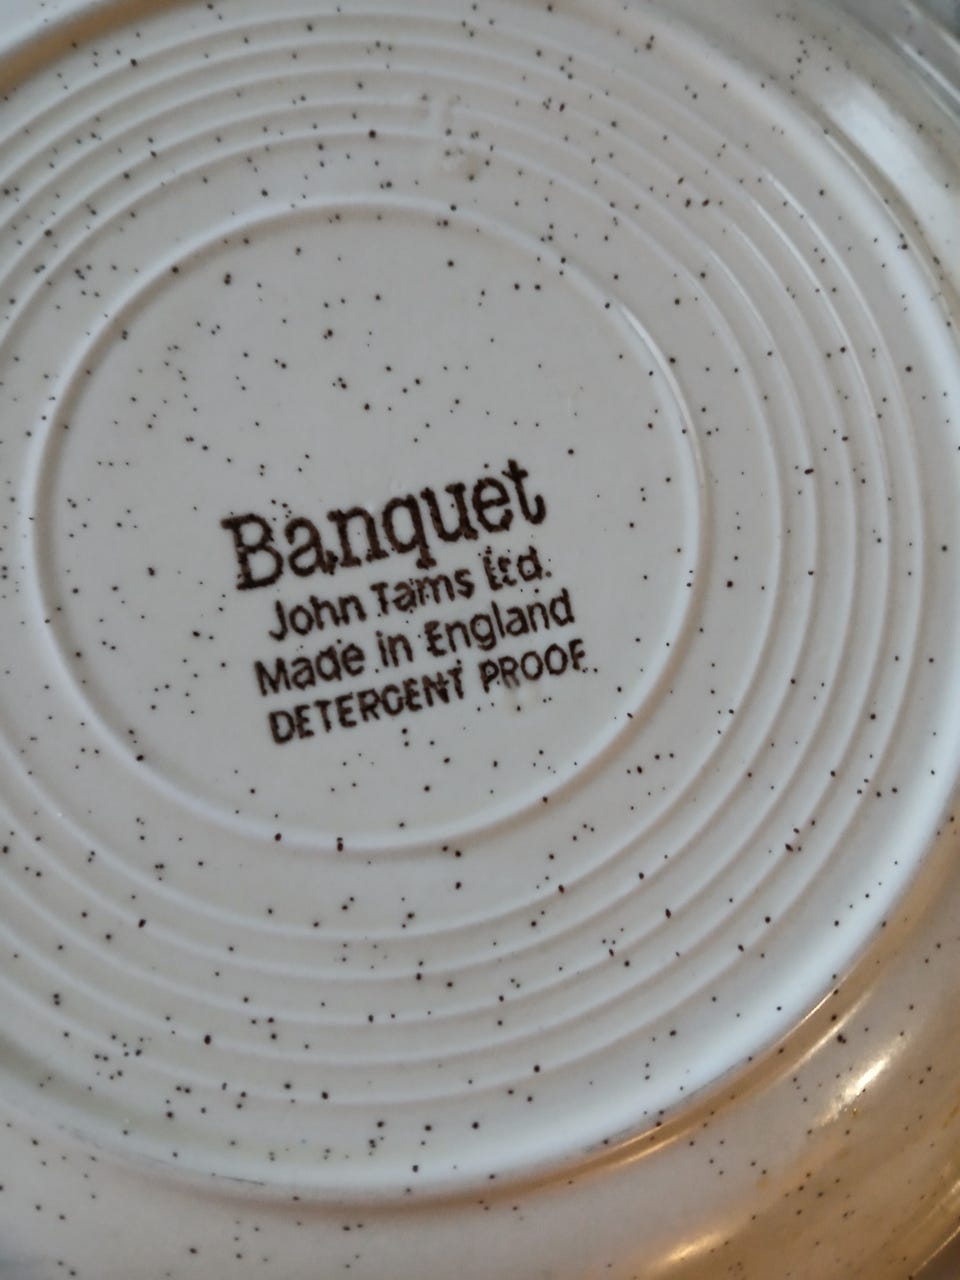 Banquet
John Tams Ltd.
Made in England
DETERGENT PROOF.